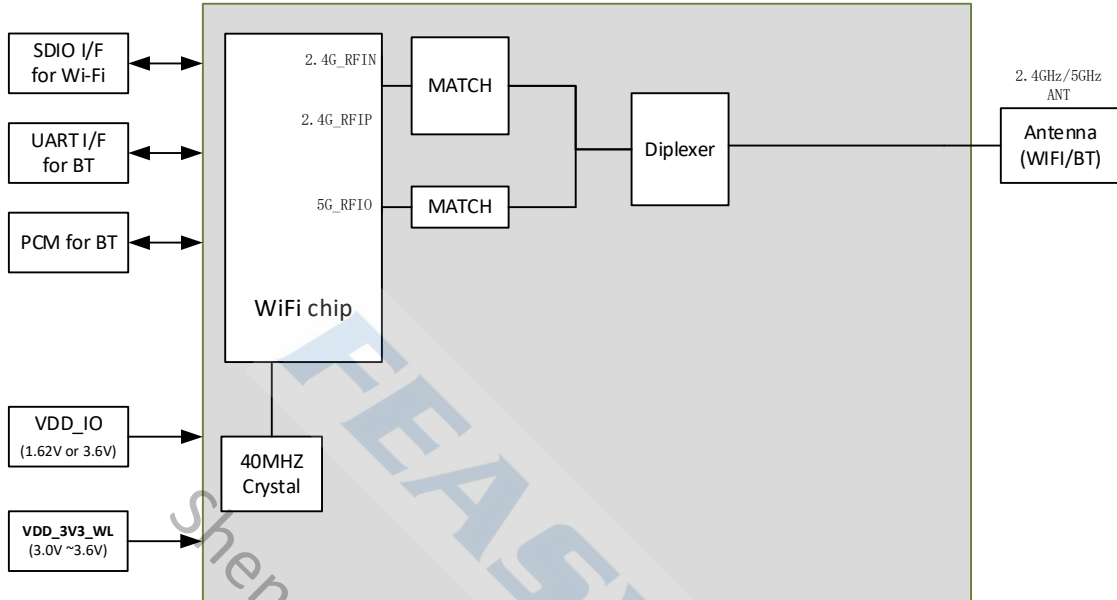 SDIO I/F
for Wi-Fi
UART I/F
for BT
PCM for BT
VDD_IO
(1.62V or 3.6V)
VDD_3V3_WL
(3.0V ~3.6V)
2.4G_RFIN
2.4G_RFIP
5G_RFIO
WiFi chip
40MHZ
Crystal
MATCH
MATCH
Diplexer
2.4GHz/5GHz
ANT
Antenna
(WIFI/BT)